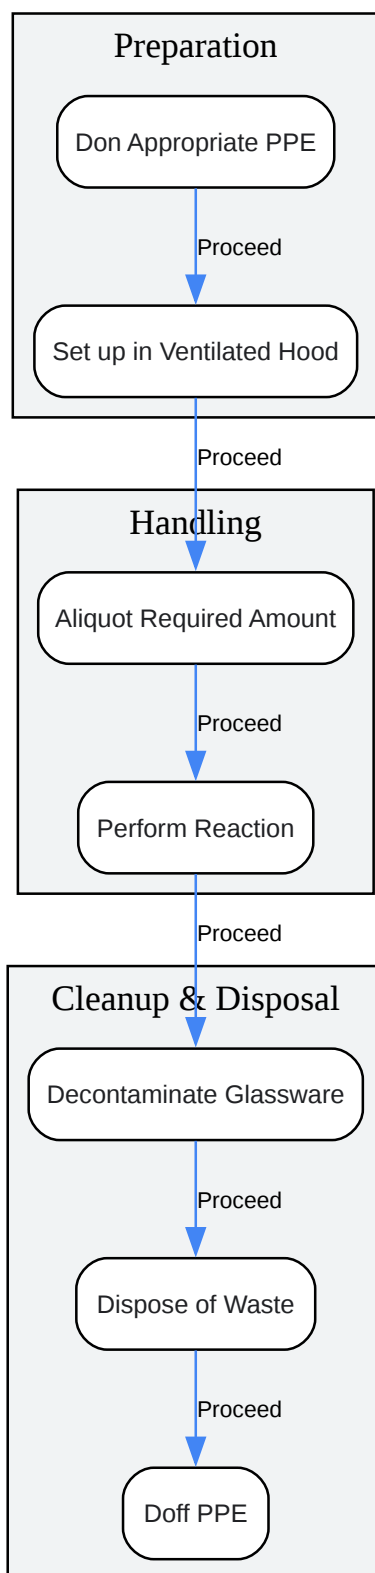 Preparation
Don Appropriate PPE
Proceed
Set up in Ventilated Hood
Proceed
Handling
Aliquot Required Amount
Proceed
Perform Reaction
Proceed
Cleanup & Disposal
Decontaminate Glassware
Proceed
Dispose of Waste
Proceed
Doff PPE